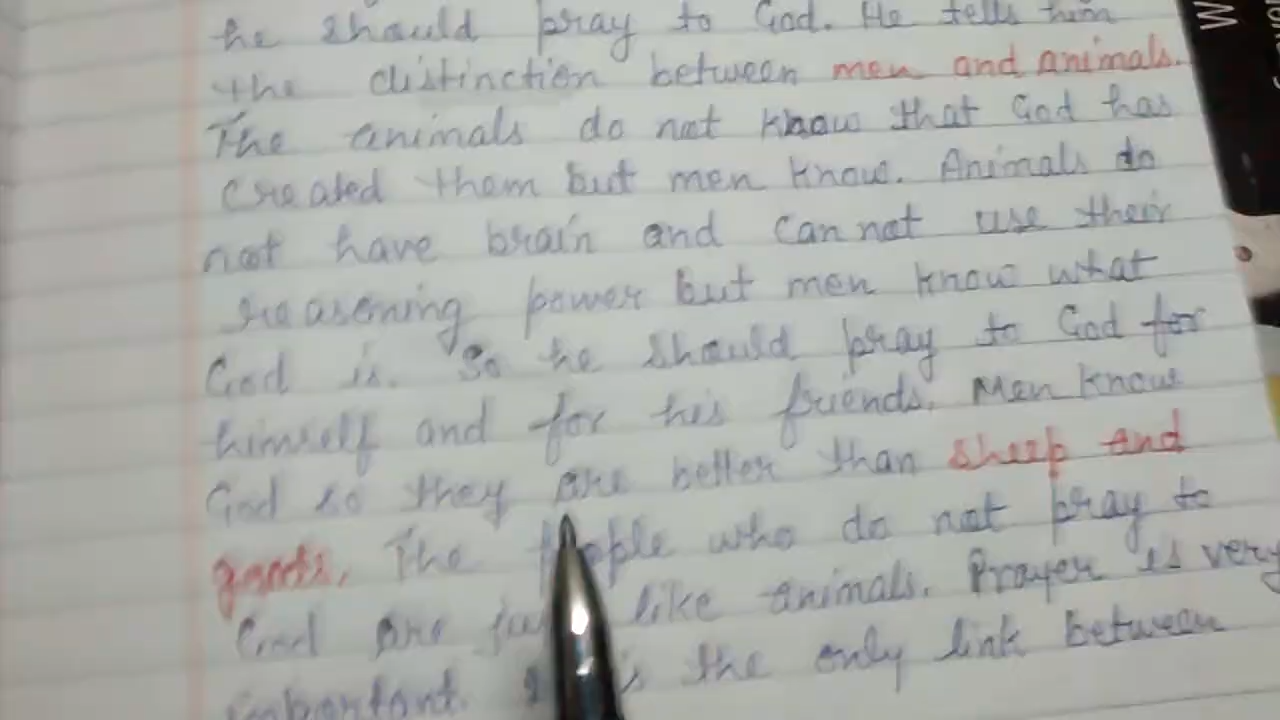 he should pray to God. He tells him
the distinction between men and animals.
The animals do not know that God has
created them but men know. Animals do
not have brain and can not use their
reasoning power but men know what
God is. So he should pray to God for
himself and for his friends. Men know
God so they are better than sheep and
goats. The people who do not pray to
God are like animals. Prayer is very
important. is the only link between
W